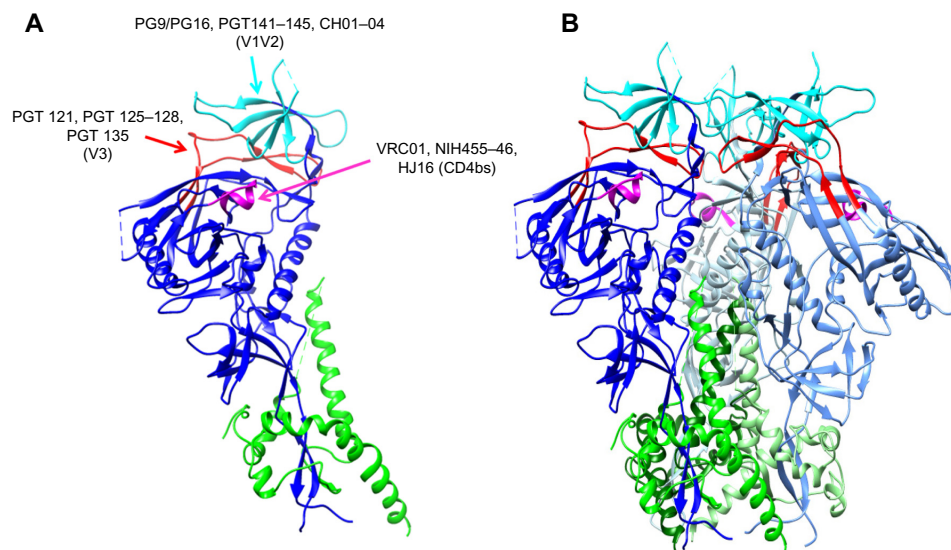 A
PG9/PG16, PGT141–145, CH01–04
(V1V2)
PGT 121, PGT 125–128,
PGT 135
(V3)
VRC01, NIH455–46,
HJ16 (CD4bs)
B